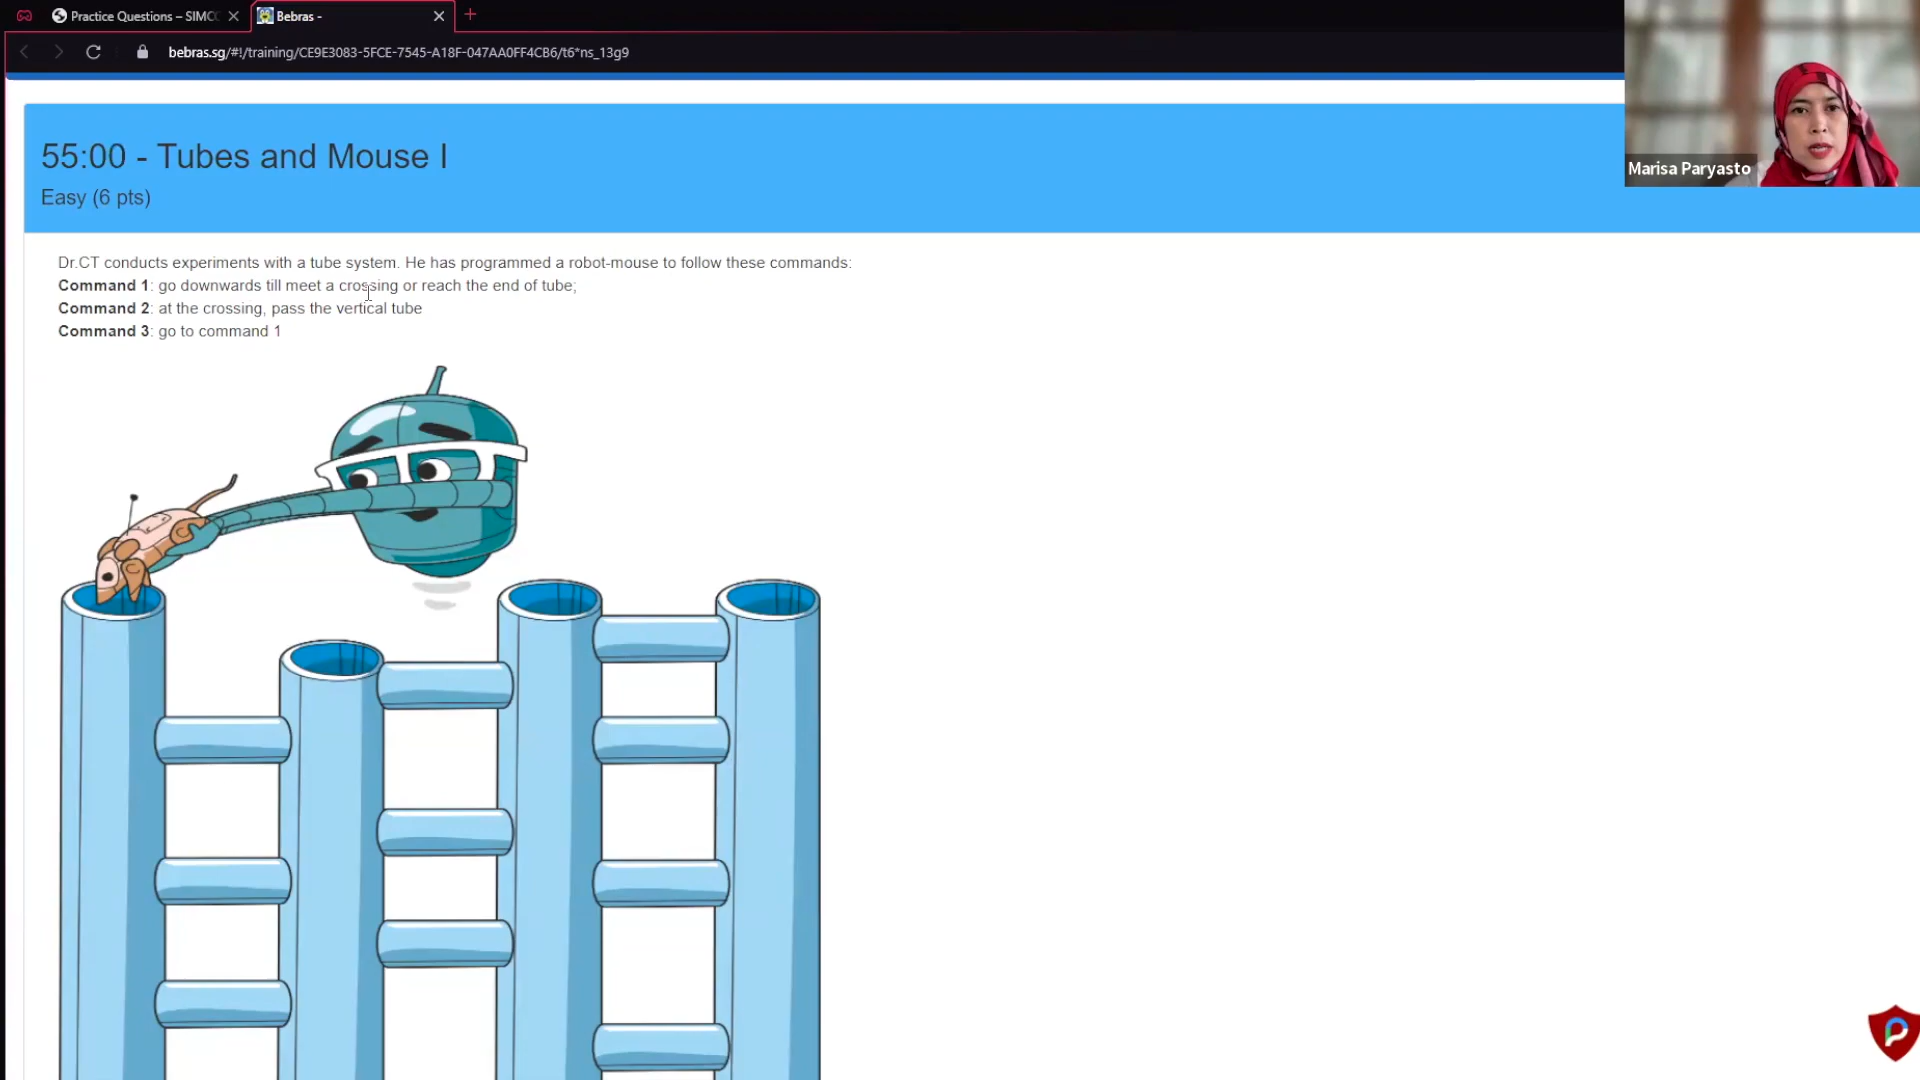 Practice Questions – SIMCC
Bebras -
bebras.sg/#!/training/CE9E3083-5FCE-7545-A18F-047AA0FF4CB6/t6*ns_13g9
Marisa Paryasto
55:00 - Tubes and Mouse I
Easy (6 pts)
Dr.CT conducts experiments with a tube system. He has programmed a robot-mouse to follow these commands:
Command 1: go downwards till meet a crossing or reach the end of tube;
Command 2: at the crossing, pass the vertical tube
Command 3: go to command 1